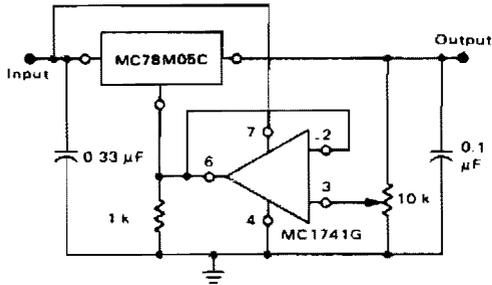 Output
Input
MC78M05C
7
2
0.33 µF
6
3
0.1
µF
10 k
1 k
4
MC1741G